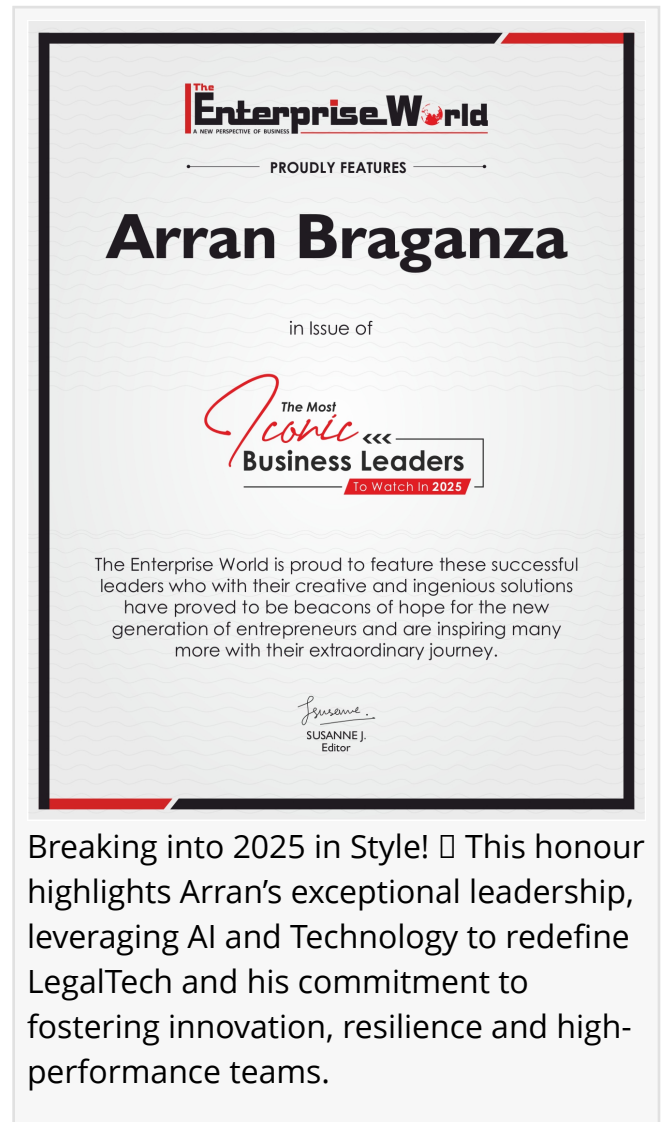 The
Enterprise World
A NEW PERSPECTIVE OF BUSINESS
PROUDLY FEATURES
Arran Braganza
in Issue of
The Most
Iconic
Business Leaders
To Watch In 2025
The Enterprise World is proud to feature these successful
leaders who with their creative and ingenious solutions
have proved to be beacons of hope for the new
generation of entrepreneurs and are inspiring many
more with their extraordinary journey.
SUSANNE J.
Editor
Breaking into 2025 in Style! ▯ This honour
highlights Arran’s exceptional leadership,
leveraging AI and Technology to redefine
LegalTech and his commitment to
fostering innovation, resilience and high-
performance teams.